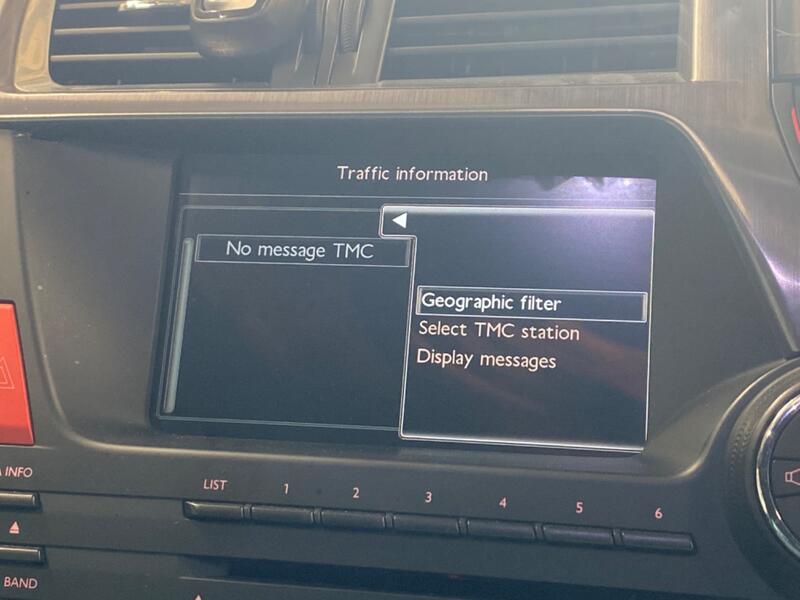 Traffic information
No message TMC
Geographic filter
Select TMC station
Display messages
INFO
LIST
1
2
3
4
5
6
BAND